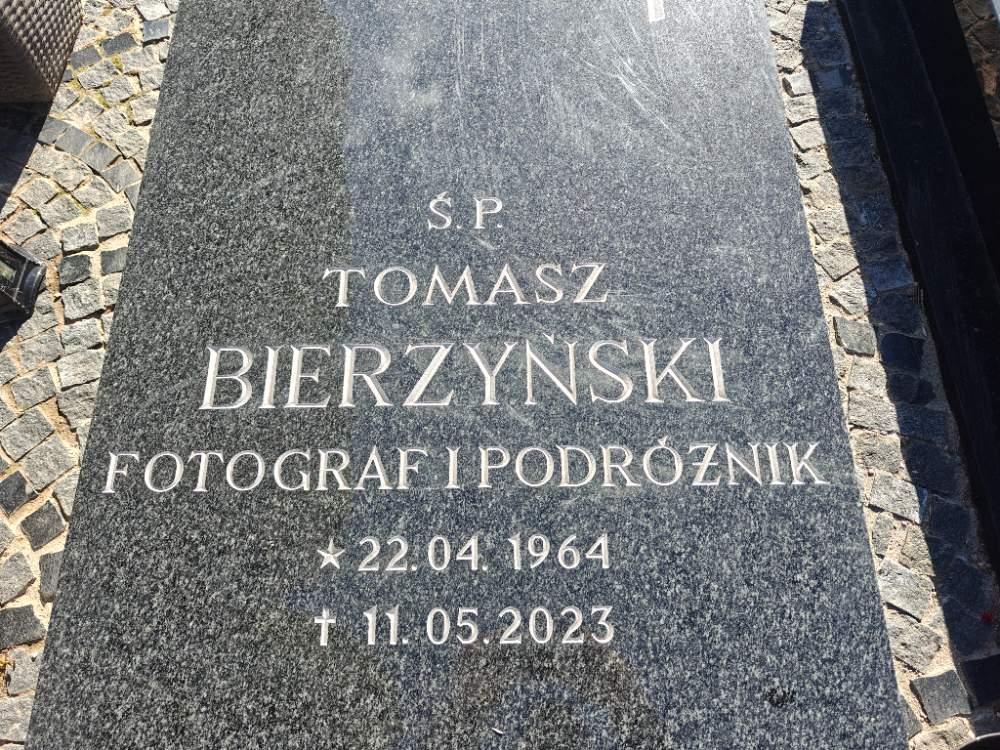 Ś. P.
TOMASZ
BIERZYŃSKI
FOTOGRAF I PODRÓŻNIK
★ 22. 04. 1964
✝ 11. 05. 2023